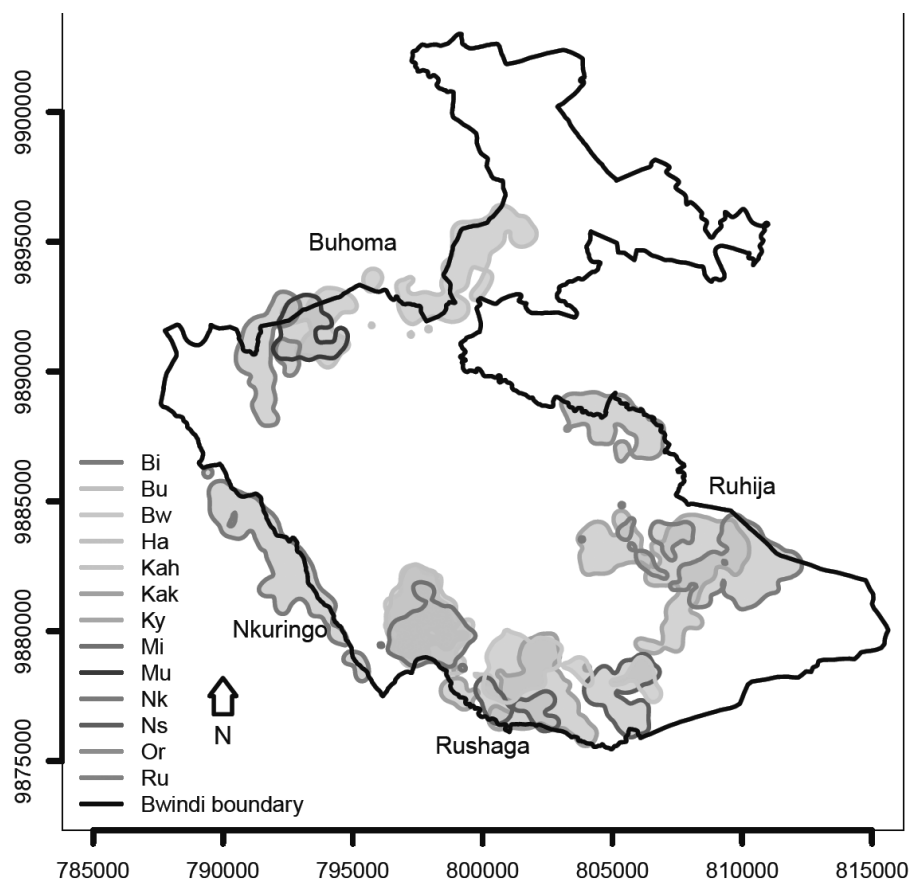 9900000
9895000
9890000
9885000
9880000
9875000
Buhoma
Ruhija
Nkuringo
Rushaga
N
Bi
Bu
Bw
Ha
Kah
Kak
Ky
Mi
Mu
Nk
Ns
Or
Ru
Bwindi boundary
785000 790000 795000 800000 805000 810000 815000